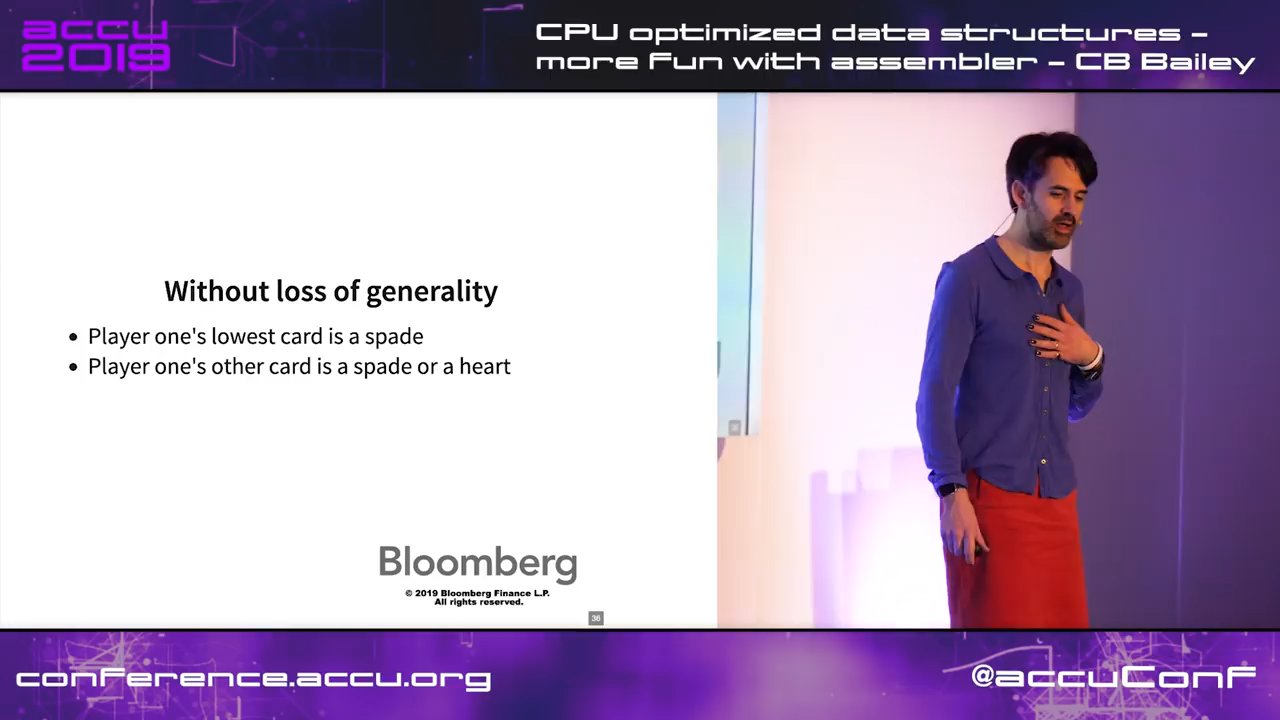 accu
2019
CPU optimized data structures –
more Fun with assembler – CB Bailey
Without loss of generality
• Player one's lowest card is a spade
• Player one's other card is a spade or a heart
Bloomberg
© 2019 Bloomberg Finance L.P.
All rights reserved.
36
conference.accu.org
@accuConf